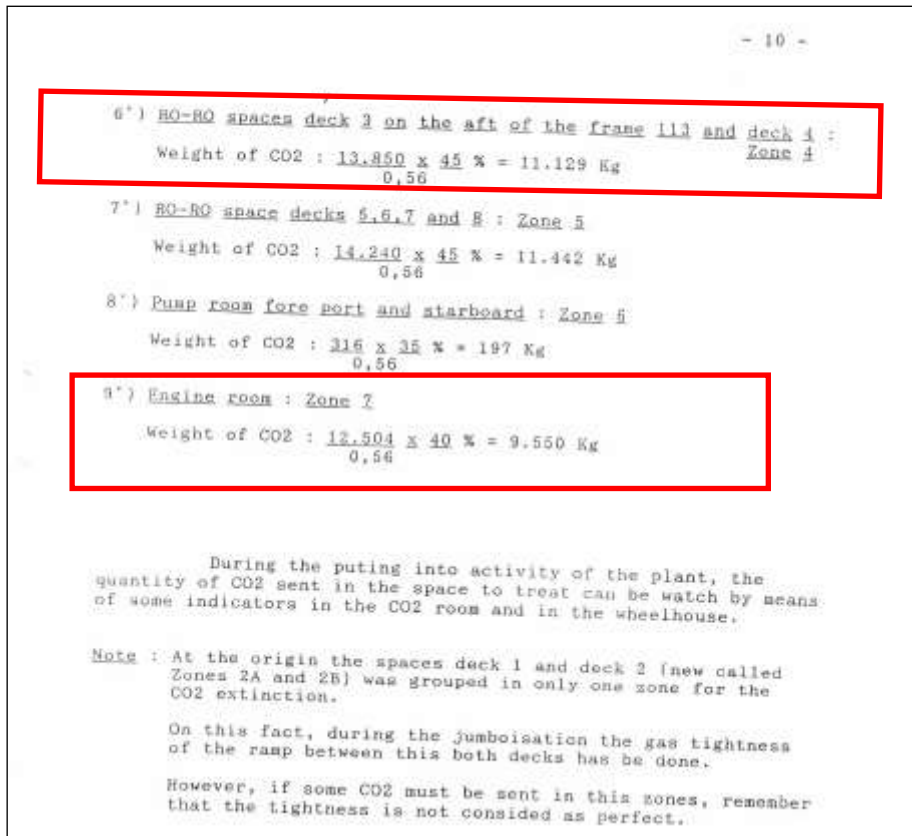 - 10 -
6°) RO-RO spaces deck 3 on the aft of the frame 113 and deck 4 :
Zone 4
Weight of CO2 : 13.850 x 45 % = 11.129 Kg
0,56
7°) RO-RO space decks 5,6,7 and 8 : Zone 5
Weight of CO2 : 14.240 x 45 % = 11.442 Kg
0,56
8°) Pump room fore port and starboard : Zone 6
Weight of CO2 : 316 x 35 % = 197 Kg
0,56
9°) Engine room : Zone 7
Weight of CO2 : 12.504 x 40 % = 9.550 Kg
0,56
During the puting into activity of the plant, the
quantity of CO2 sent in the space to treat can be watch by means
of some indicators in the CO2 room and in the wheelhouse.
Note : At the origin the spaces deck 1 and deck 2 (new called
Zones 2A and 2B) was grouped in only one zone for the
CO2 extinction.
On this fact, during the jumboisation the gas tightness
of the ramp between this both decks has be done.
However, if some CO2 must be sent in this zones, remember
that the tightness is not consided as perfect.